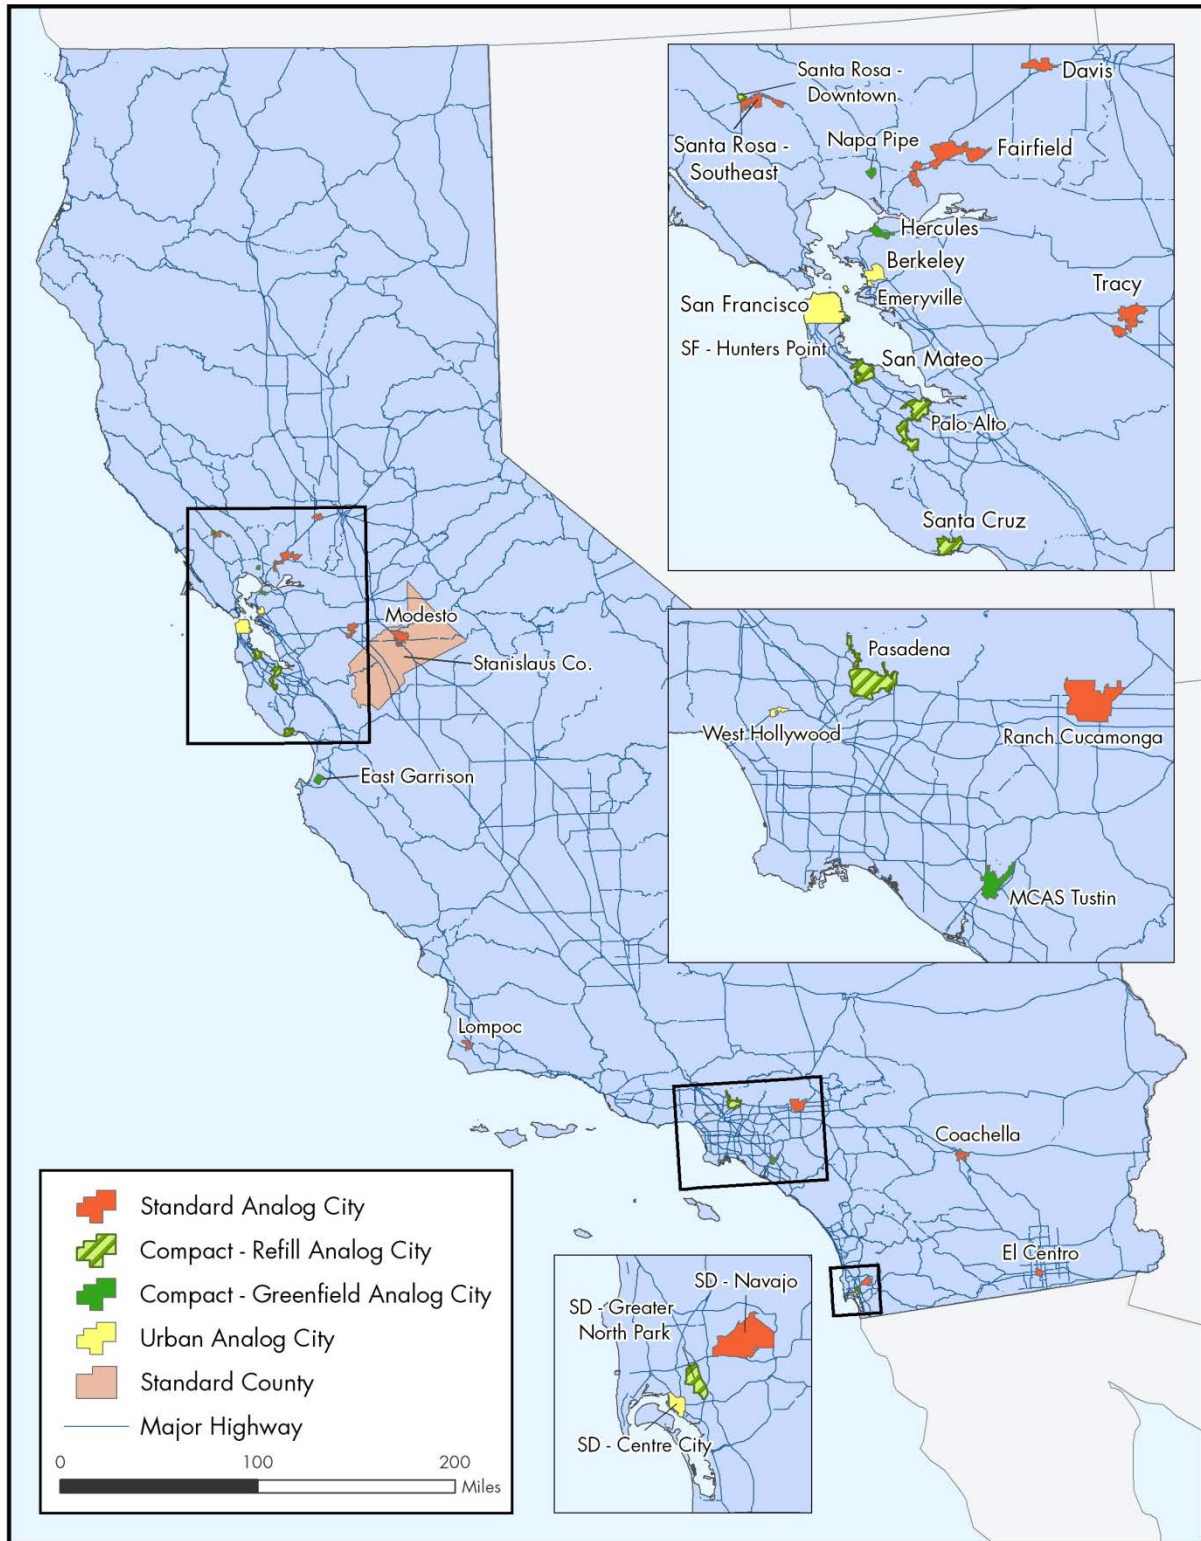 Santa Rosa -
Downtown
Davis
Santa Rosa -
Southeast
Napa Pipe
Fairfield
Hercules
Berkeley
Emeryville
San Francisco
Tracy
SF - Hunters Point
San Mateo
Palo Alto
Santa Cruz
Modesto
Stanislaus Co.
East Garrison
Pasadena
West Hollywood
Ranch Cucamonga
MCAS Tustin
Lompoc
Coachella
El Centro
SD - Navajo
SD - Greater
North Park
SD - Centre City
Standard Analog City
Compact - Refill Analog City
Compact - Greenfield Analog City
Urban Analog City
Standard County
Major Highway
0 100 200
Miles